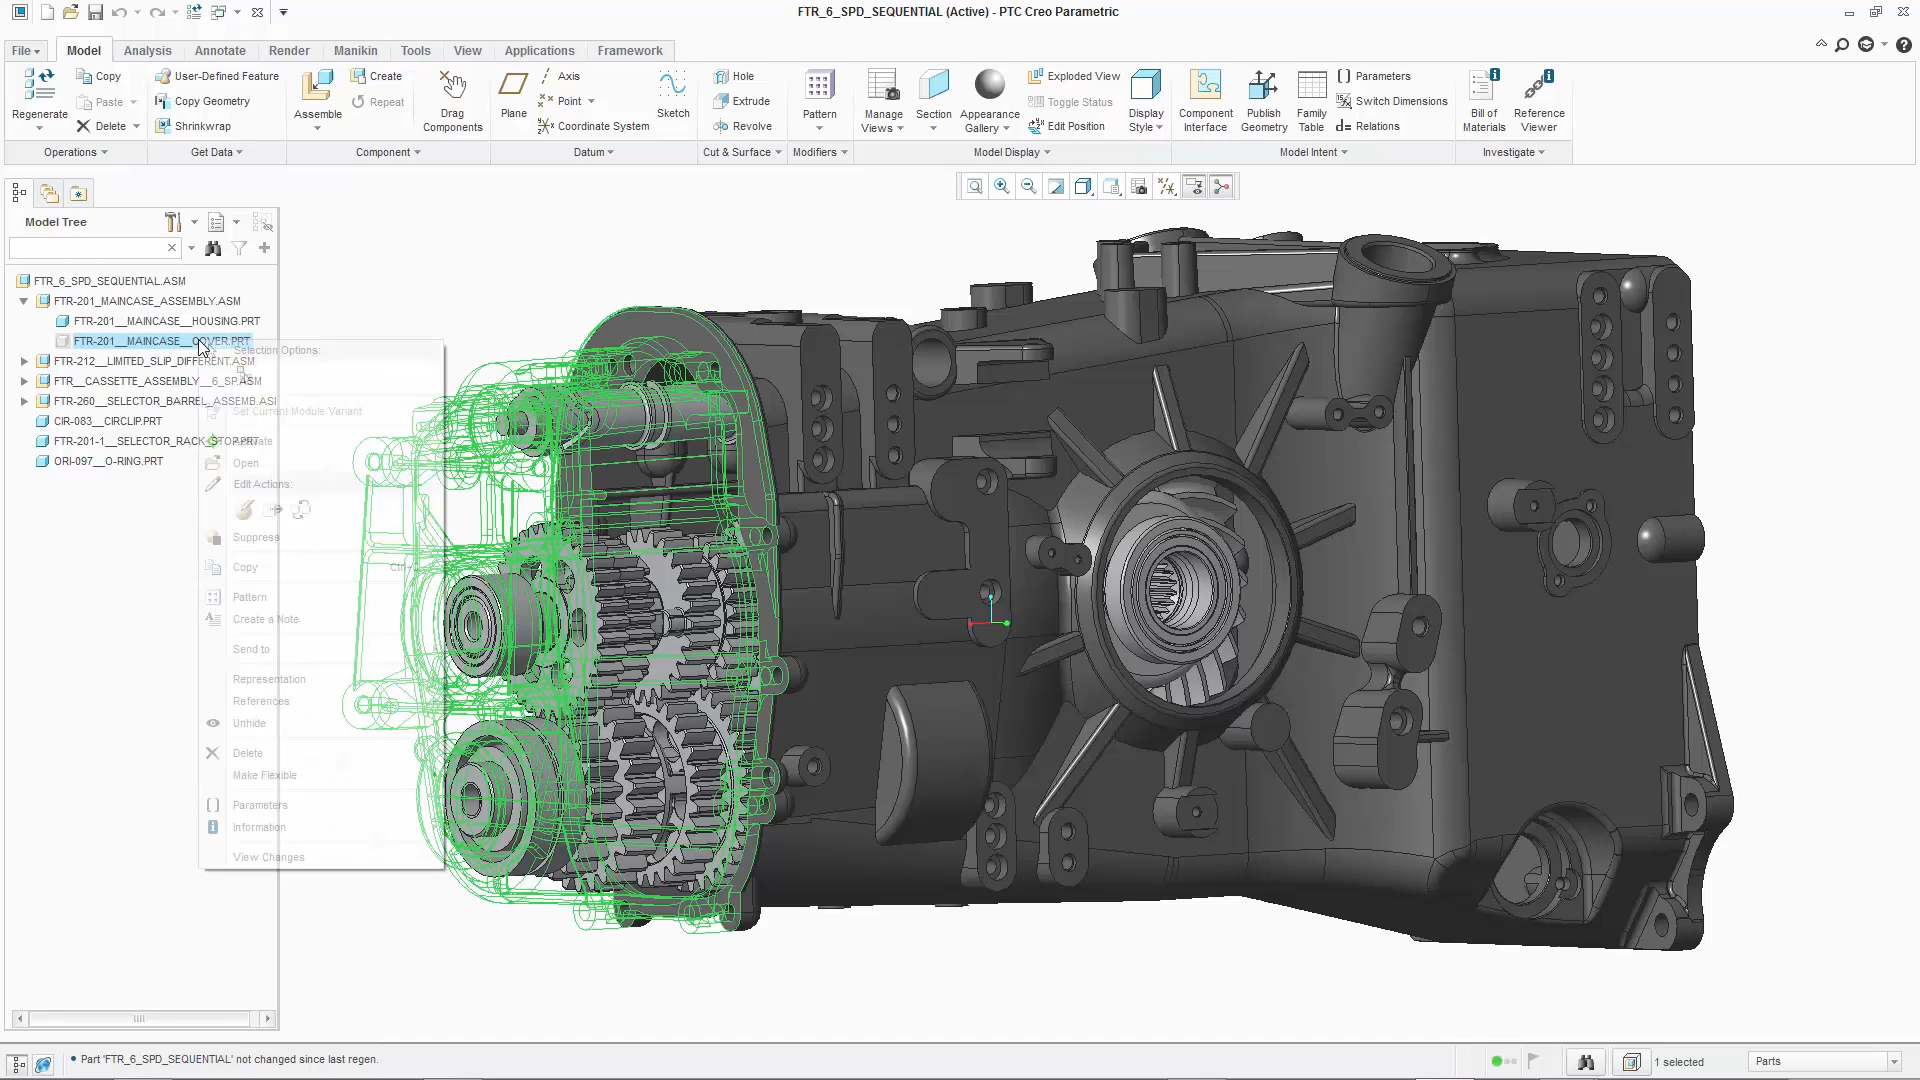 FTR_6_SPD_SEQUENTIAL (Active) - PTC Creo Parametric
File Model Analysis Annotate Render Manikin Tools View Applications Framework
Regenerate
Copy
Paste
Delete
Operations
User-Defined Feature
Copy Geometry
Shrinkwrap
Get Data
Assemble
Create
Repeat
Drag Components
Component
Plane
Axis
Point
Coordinate System
Sketch
Datum
Hole
Extrude
Revolve
Cut & Surface
Pattern
Modifiers
Manage Views
Section
Appearance Gallery
Exploded View
Toggle Status
Edit Position
Display Style
Model Display
Component Interface
Publish Geometry
Family Table
Parameters
Switch Dimensions
Relations
Model Intent
Bill of Materials
Reference Viewer
Investigate
Model Tree
FTR_6_SPD_SEQUENTIAL.ASM
FTR-201_MAINCASE_ASSEMBLY.ASM
FTR-201__MAINCASE__HOUSING.PRT
FTR-201__MAINCASE__COVER.PRT
FTR-212__LIMITED_SLIP_DIFFERENT.ASM
FTR__CASSETTE_ASSEMBLY__6_SP.ASM
FTR-260__SELECTOR_BARREL_ASSEMB.AS
CIR-083__CIRCLIP.PRT
FTR-201-1__SELECTOR_RACK_STOP.PRT
ORI-097__O-RING.PRT
Selection Options:
Set Current Module Variant
Open
Edit Actions:
Suppress
Copy
Pattern
Create a Note
Send to
Representation
References
Unhide
Delete
Make Flexible
Parameters
Information
View Changes
Part 'FTR_6_SPD_SEQUENTIAL' not changed since last regen.
1 selected
Parts